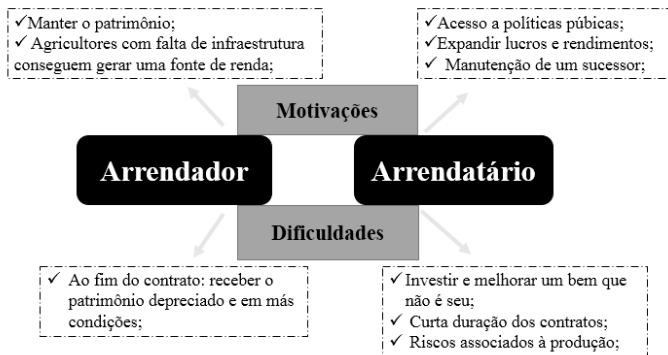 ✓Manter o patrimônio;
✓ Agricultores com falta de infraestrutura
conseguem gerar uma fonte de renda;
✓Acesso a políticas púbicas;
✓Expandir lucros e rendimentos;
✓ Manutenção de um sucessor;
Motivações
Arrendador
Arrendatário
Dificuldades
✓ Ao fim do contrato: receber o
patrimônio depreciado e em más
condições;
✓ Investir e melhorar um bem que
não é seu;
✓ Curta duração dos contratos;
✓ Riscos associados à produção;